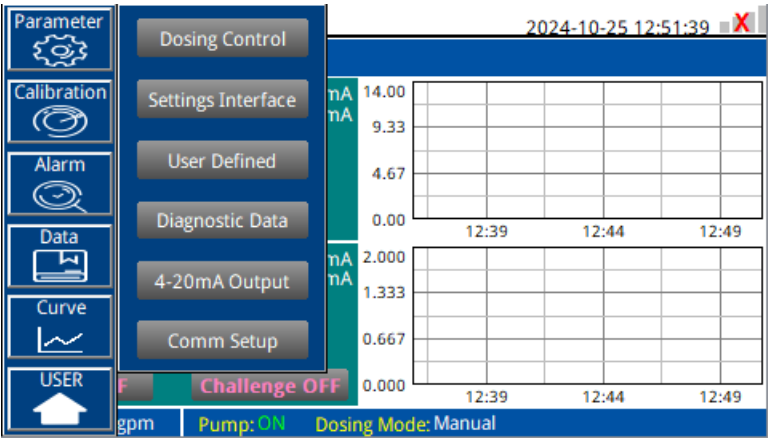 Parameter
Calibration
Alarm
Data
Curve
USER
Dosing Control
Settings Interface
User Defined
Diagnostic Data
4-20mA Output
Comm Setup
2024-10-25 12:51:39 X
mA
mA
14.00
9.33
4.67
0.00
12:39 12:44 12:49
mA
mA
2.000
1.333
0.667
0.000
12:39 12:44 12:49
F Challenge OFF
gpm Pump: ON Dosing Mode: Manual